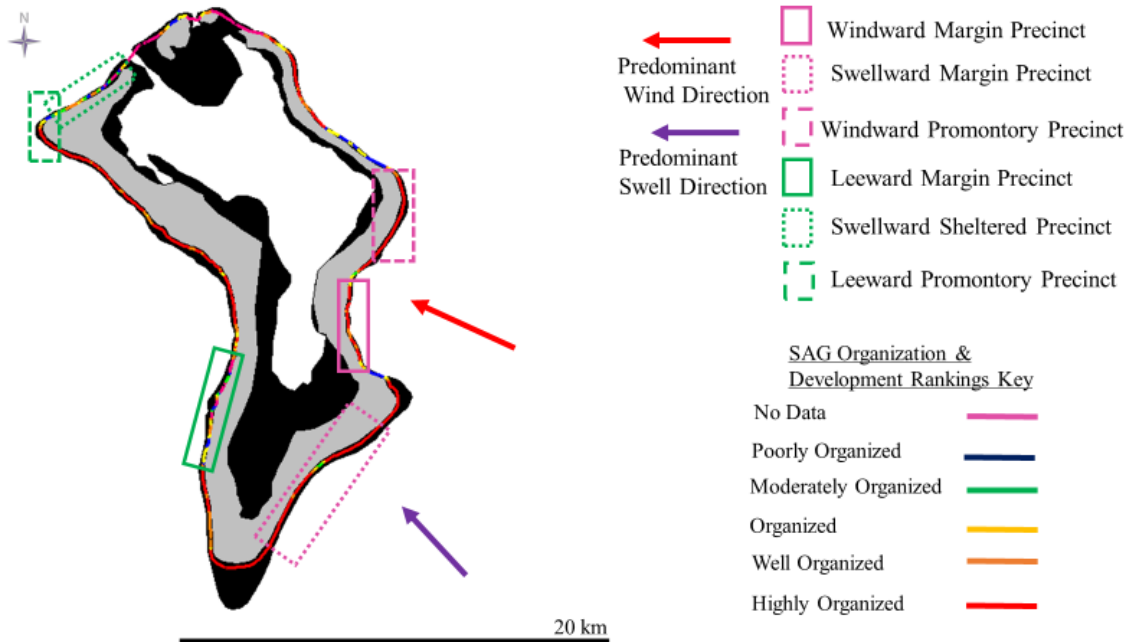 N
Predominant
Wind Direction
Predominant
Swell Direction
Windward Margin Precinct
Swellward Margin Precinct
Windward Promontory Precinct
Leeward Margin Precinct
Swellward Sheltered Precinct
Leeward Promontory Precinct
SAG Organization &
Development Rankings Key
No Data
Poorly Organized
Moderately Organized
Organized
Well Organized
Highly Organized
20 km